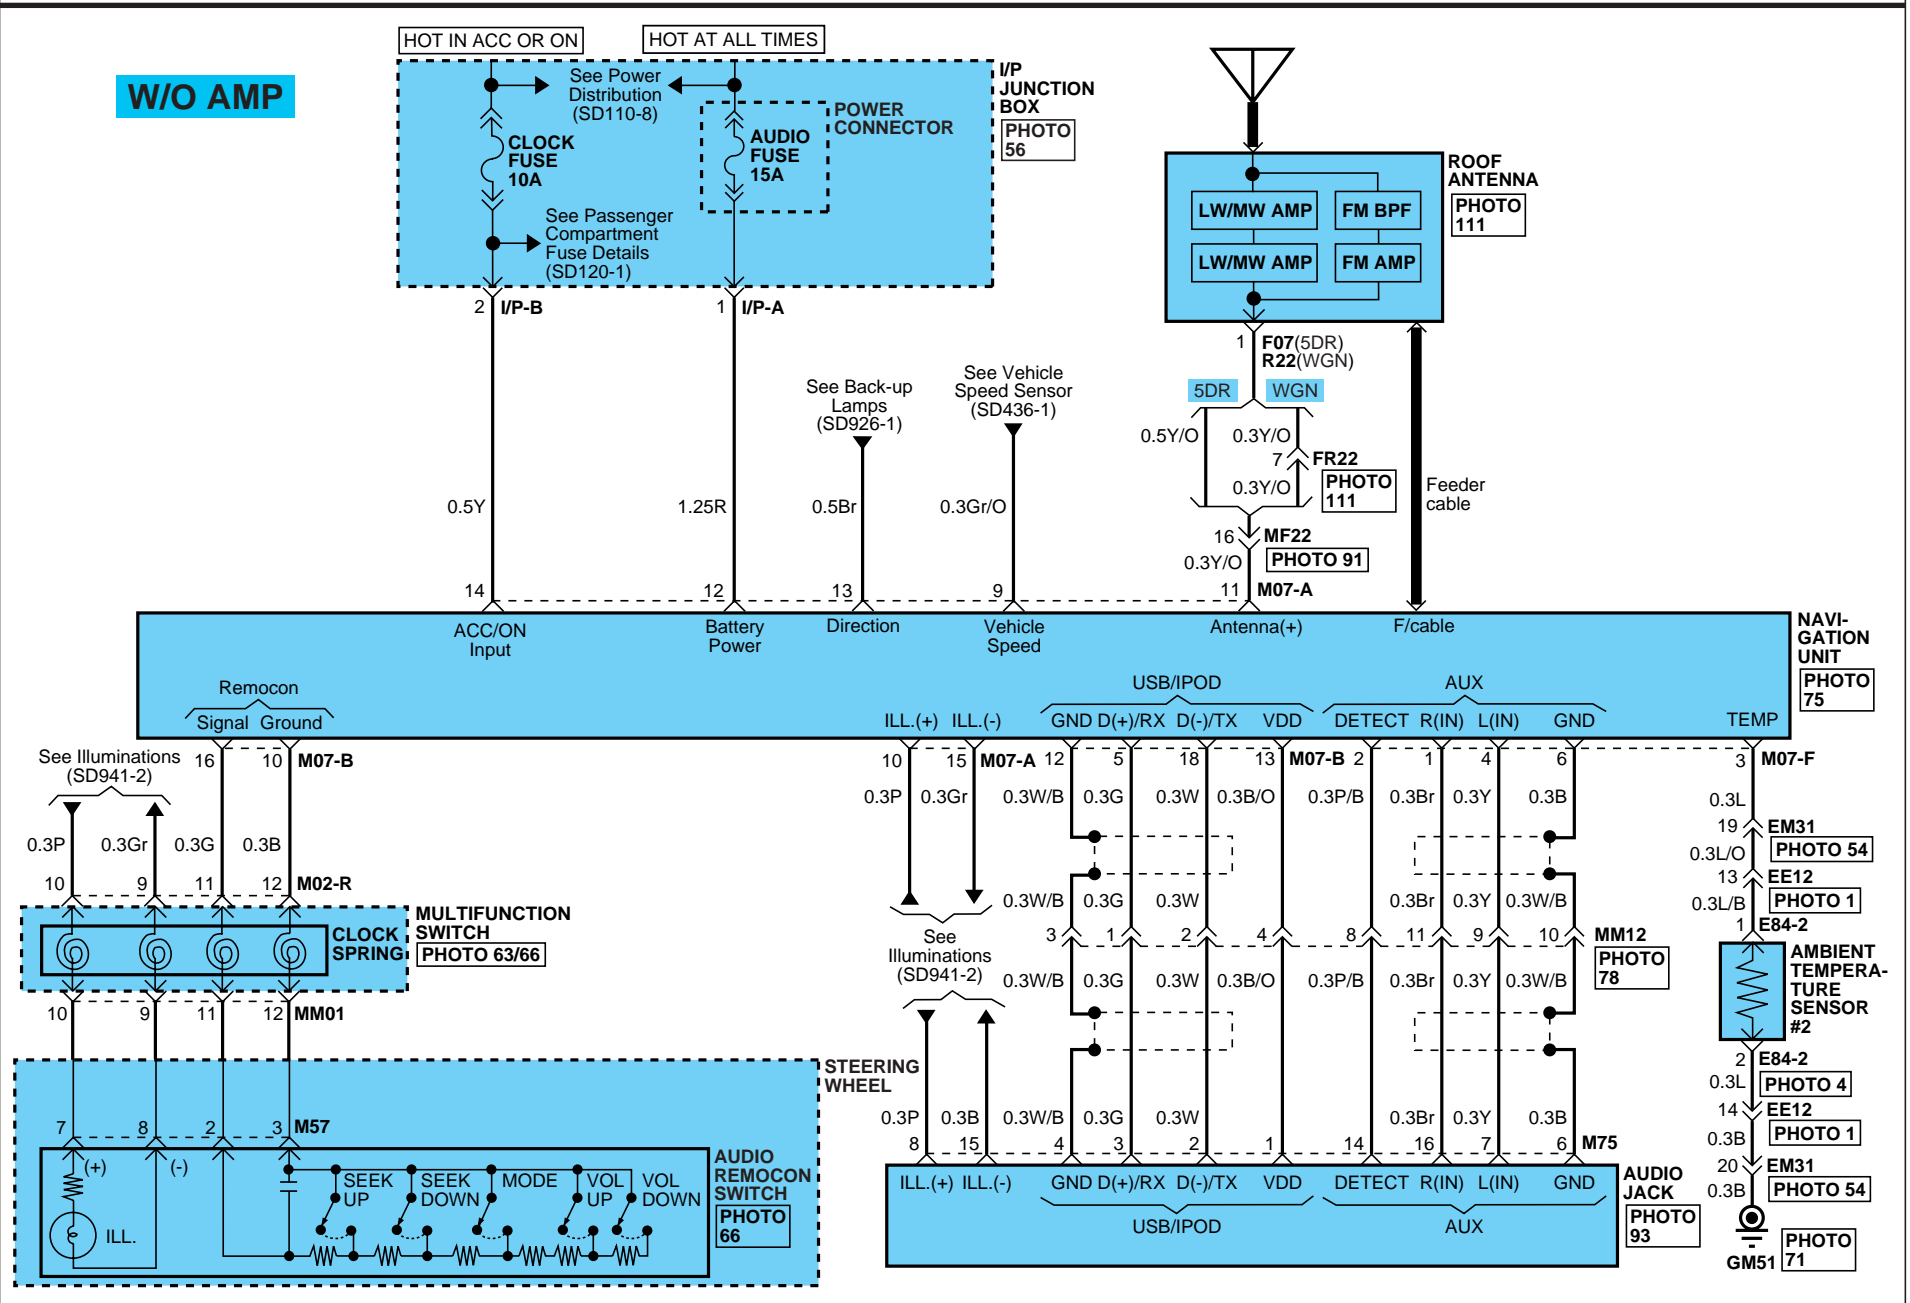 HOT IN ACC OR ON
HOT AT ALL TIMES
W/O AMP
See Power
Distribution
(SD110-8)
I/P
JUNCTION
BOX
PHOTO
56
POWER
CONNECTOR
CLOCK
FUSE
10A
AUDIO
FUSE
15A
See Passenger
Compartment
Fuse Details
(SD120-1)
2 I/P-B
1 I/P-A
ROOF
ANTENNA
PHOTO
111
LW/MW AMP
FM BPF
LW/MW AMP
FM AMP
1 F07(5DR)
R22(WGN)
5DR
WGN
See Back-up
Lamps
(SD926-1)
See Vehicle
Speed Sensor
(SD436-1)
0.5Y/O
0.3Y/O
7 FR22
PHOTO
111
0.3Y/O
Feeder
cable
0.5Y
1.25R
0.5Br
0.3Gr/O
16 MF22
PHOTO 91
0.3Y/O
14 12 13 9 11 M07-A
ACC/ON
Input
Battery
Power
Direction
Vehicle
Speed
Antenna(+)
F/cable
NAVI-
GATION
UNIT
PHOTO
75
Remocon
Signal Ground
USB/IPOD
AUX
ILL.(+) ILL.(-) GND D(+)/RX D(-)/TX VDD DETECT R(IN) L(IN) GND TEMP
See Illuminations
(SD941-2)
16 10 M07-B
10 15 M07-A 12 5 18 13 M07-B 2 1 4 6 3 M07-F
0.3P 0.3Gr 0.3W/B 0.3G 0.3W 0.3B/O 0.3P/B 0.3Br 0.3Y 0.3B 0.3L
19 EM31
PHOTO 54
0.3L/O
13 EE12
PHOTO 1
0.3L/B
1 E84-2
0.3P 0.3Gr 0.3G 0.3B
10 9 11 12 M02-R
MULTIFUNCTION
SWITCH
PHOTO 63/66
CLOCK
SPRING
10 9 11 12 MM01
0.3W/B 0.3G 0.3W 0.3Br 0.3Y 0.3W/B
3 1 2 4 8 11 9 10 MM12
PHOTO
78
See
Illuminations
(SD941-2)
0.3W/B 0.3G 0.3W 0.3B/O 0.3P/B 0.3Br 0.3Y 0.3W/B
AMBIENT
TEMPERA-
TURE
SENSOR
#2
2 E84-2
PHOTO 4
0.3L
14 EE12
PHOTO 1
0.3B
20 EM31
PHOTO 54
0.3B
GM51
PHOTO
71
STEERING
WHEEL
7 8 2 3 M57
(+) (-)
ILL.
SEEK
UP
SEEK
DOWN
MODE
VOL
UP
VOL
DOWN
AUDIO
REMOCON
SWITCH
PHOTO
66
0.3P 0.3B 0.3W/B 0.3G 0.3W 0.3Br 0.3Y 0.3B
8 15 4 3 2 1 14 16 7 6 M75
ILL.(+) ILL.(-) GND D(+)/RX D(-)/TX VDD DETECT R(IN) L(IN) GND
USB/IPOD
AUX
AUDIO
JACK
PHOTO
93